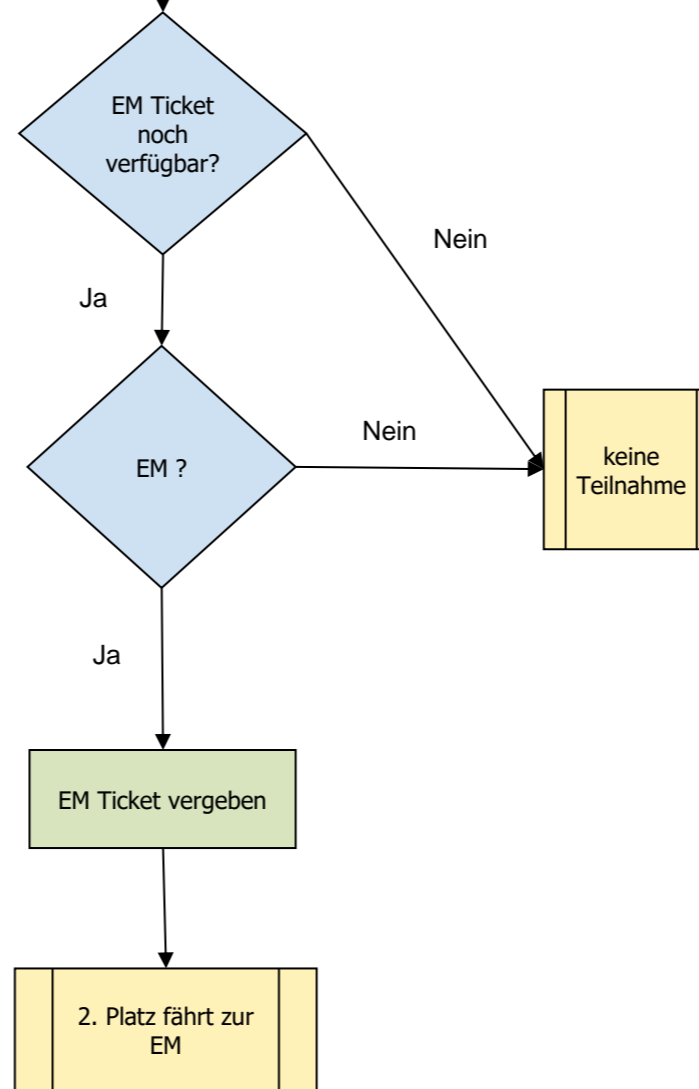 EM Ticket
noch
verfügbar?
Nein
Ja
Nein
EM ?
keine
Teilnahme
Ja
EM Ticket vergeben
2. Platz fährt zur
EM